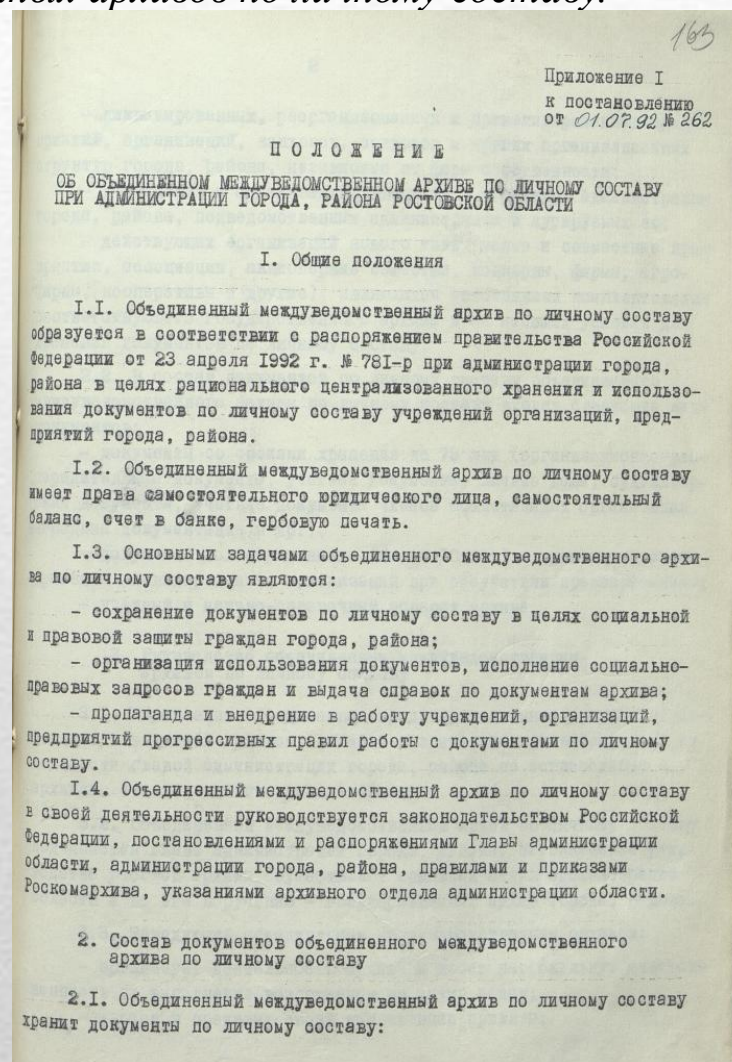 архивов по личному составу.
163
Приложение I
к постановлению
от 01.07.92 № 262
ПОЛОЖЕНИЕ
ОБ ОБЪЕДИНЕННОМ МЕЖДУВЕДОМСТВЕННОМ АРХИВЕ ПО ЛИЧНОМУ СОСТАВУ
ПРИ АДМИНИСТРАЦИИ ГОРОДА, РАЙОНА РОСТОВСКОЙ ОБЛАСТИ
I. Общие положения
I.I. Объединенный междуведомственный архив по личному составу
образуется в соответствии с распоряжением правительства Российской
Федерации от 23 апреля I992 г. № 78I-р при администрации города,
района в целях рационального централизованного хранения и использо-
вания документов по личному составу учреждений организаций, пред-
приятий города, района.
I.2. Объединенный междуведомственный архив по личному составу
имеет права самостоятельного юридического лица, самостоятельный
баланс, счет в банке, гербовую печать.
I.3. Основными задачами объединенного междуведомственного архи-
ва по личному составу являются:
- сохранение документов по личному составу в целях социальной
и правовой защиты граждан города, района;
- организация использования документов, исполнение социально-
правовых запросов граждан и выдача справок по документам архива;
- пропаганда и внедрение в работу учреждений, организаций,
предприятий прогрессивных правил работы с документами по личному
составу.
I.4. Объединенный междуведомственный архив по личному составу
в своей деятельности руководствуется законодательством Российской
Федерации, постановлениями и распоряжениями Главы администрации
области, администрации города, района, правилами и приказами
Роскомархива, указаниями архивного отдела администрации области.
2. Состав документов объединенного междуведомственного
архива по личному составу
2.I. Объединенный междуведомственный архив по личному составу
хранит документы по личному составу: